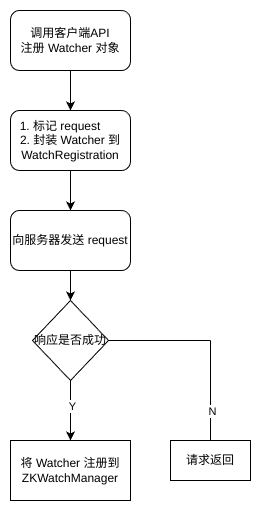 调用客户端API
注册 Watcher 对象
1. 标记 request
2. 封装 Watcher 到
WatchRegistration
向服务器发送 request
响应是否成功
Y
N
将 Watcher 注册到
ZKWatchManager
请求返回